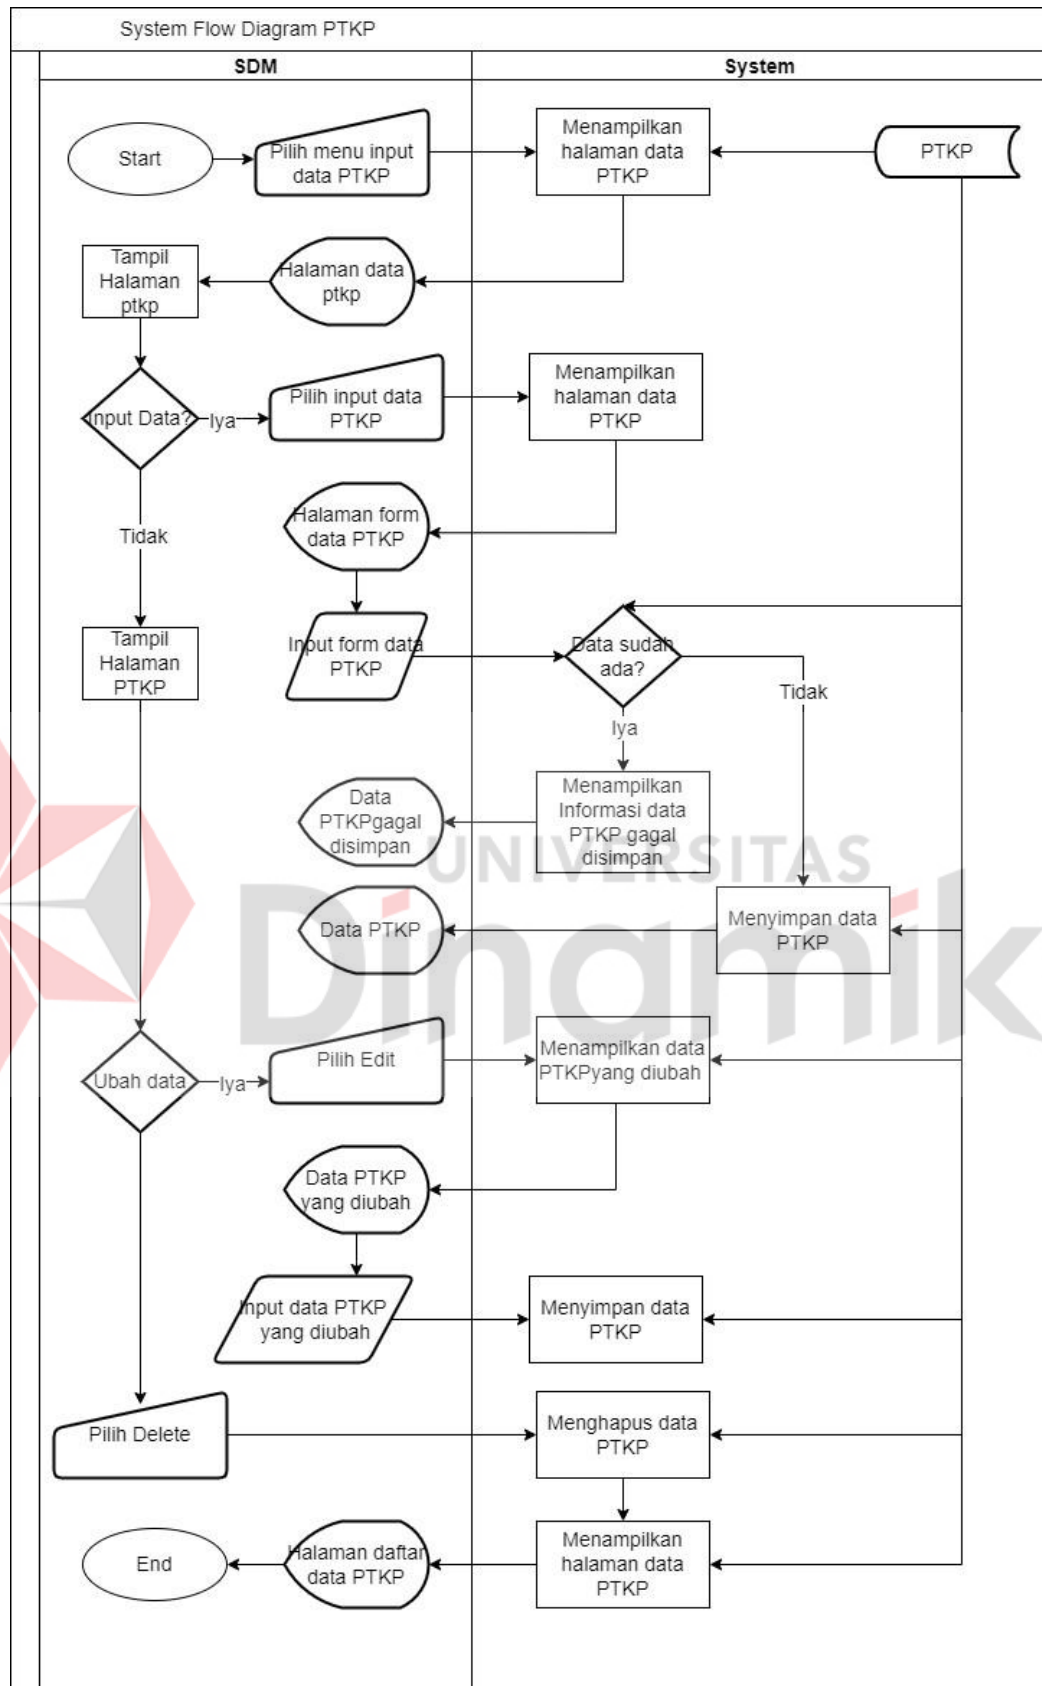 System Flow Diagram PTKP
SDM
System
Start
Pilih menu input
data PTKP
Menampilkan
halaman data
PTKP
PTKP
Tampil
Halaman
ptkp
Halaman data
ptkp
Input Data?
Iya
Pilih input data
PTKP
Menampilkan
halaman data
PTKP
Tidak
Halaman form
data PTKP
Tampil
Halaman
PTKP
Input form data
PTKP
Data sudah
ada?
Tidak
Iya
Data
PTKPgagal
disimpan
Menampilkan
Informasi data
PTKP gagal
disimpan
UNIVERSITAS
Dinamika
Data PTKP
Menyimpan data
PTKP
Ubah data
Iya
Pilih Edit
Menampilkan data
PTKPyang diubah
Data PTKP
yang diubah
Input data PTKP
yang diubah
Menyimpan data
PTKP
Pilih Delete
Menghapus data
PTKP
End
Halaman daftar
data PTKP
Menampilkan
halaman data
PTKP